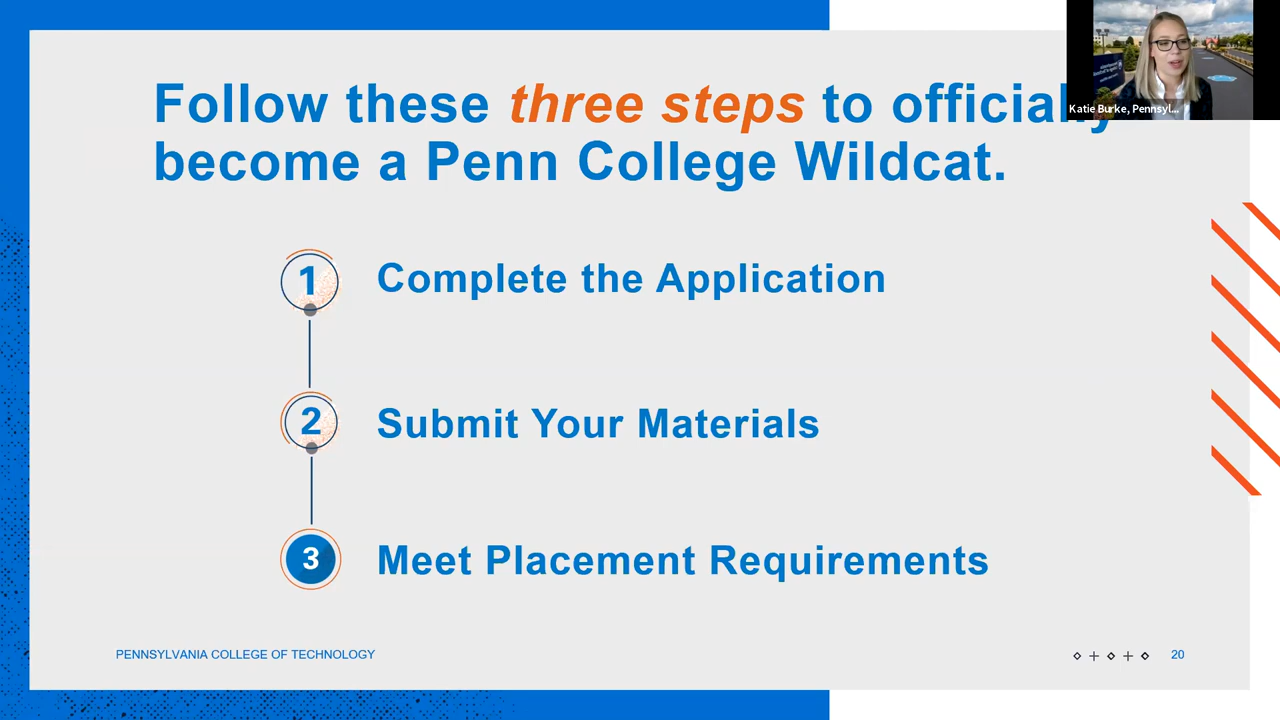 Follow these three steps to officially
become a Penn College Wildcat.
Katie Burke, Pennsyl...
1
Complete the Application
2
Submit Your Materials
3
Meet Placement Requirements
PENNSYLVANIA COLLEGE OF TECHNOLOGY
20